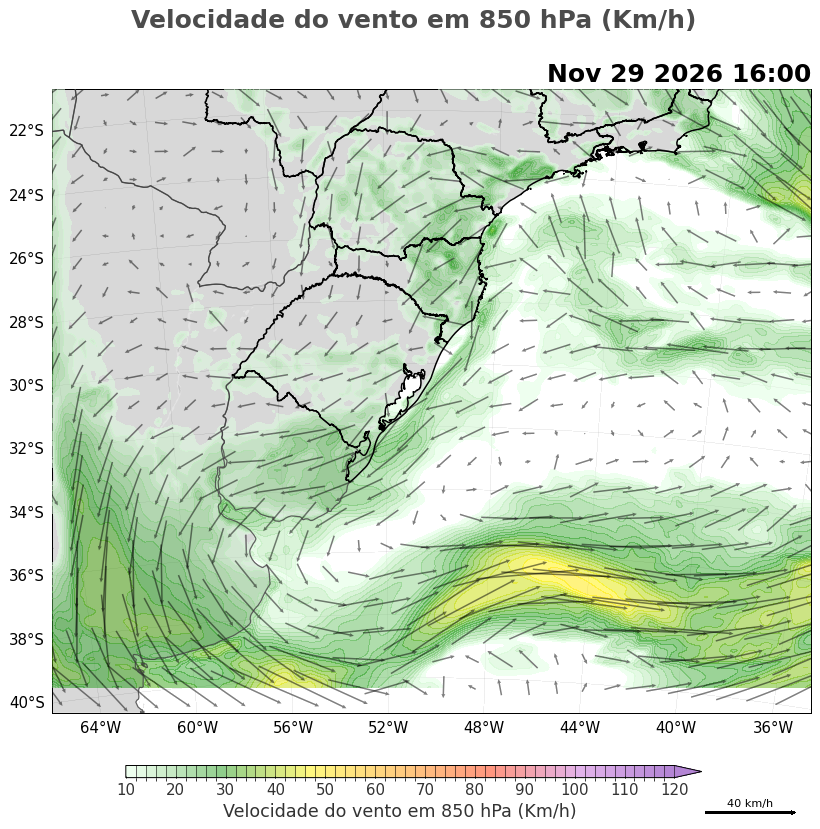 Velocidade do vento em 850 hPa (Km/h)
Nov 29 2026 16:00
22°S
24°S
26°S
28°S
30°S
32°S
34°S
36°S
38°S
40°S
64°W 60°W 56°W 52°W 48°W 44°W 40°W 36°W
10 20 30 40 50 60 70 80 90 100 110 120
Velocidade do vento em 850 hPa (Km/h)
40 km/h